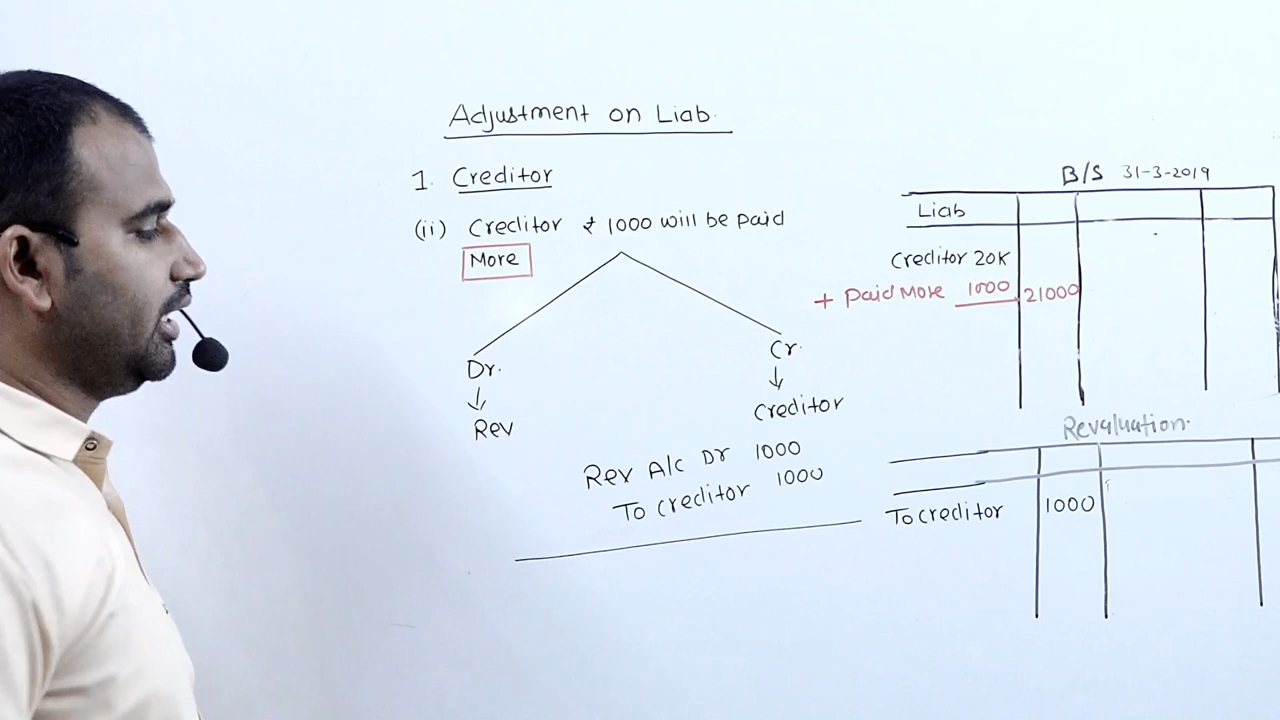 Adjustment on Liab.
1. Creditor
(ii) Creditor ₹ 1000 will be paid
More
Dr.
↓
Rev
Cr.
↓
Creditor
Rev A/c Dr 1000
To creditor 1000
B/S 31-3-2019
Liab
Creditor 20K
+ Paid More 1000 21000
Revaluation
To creditor 1000